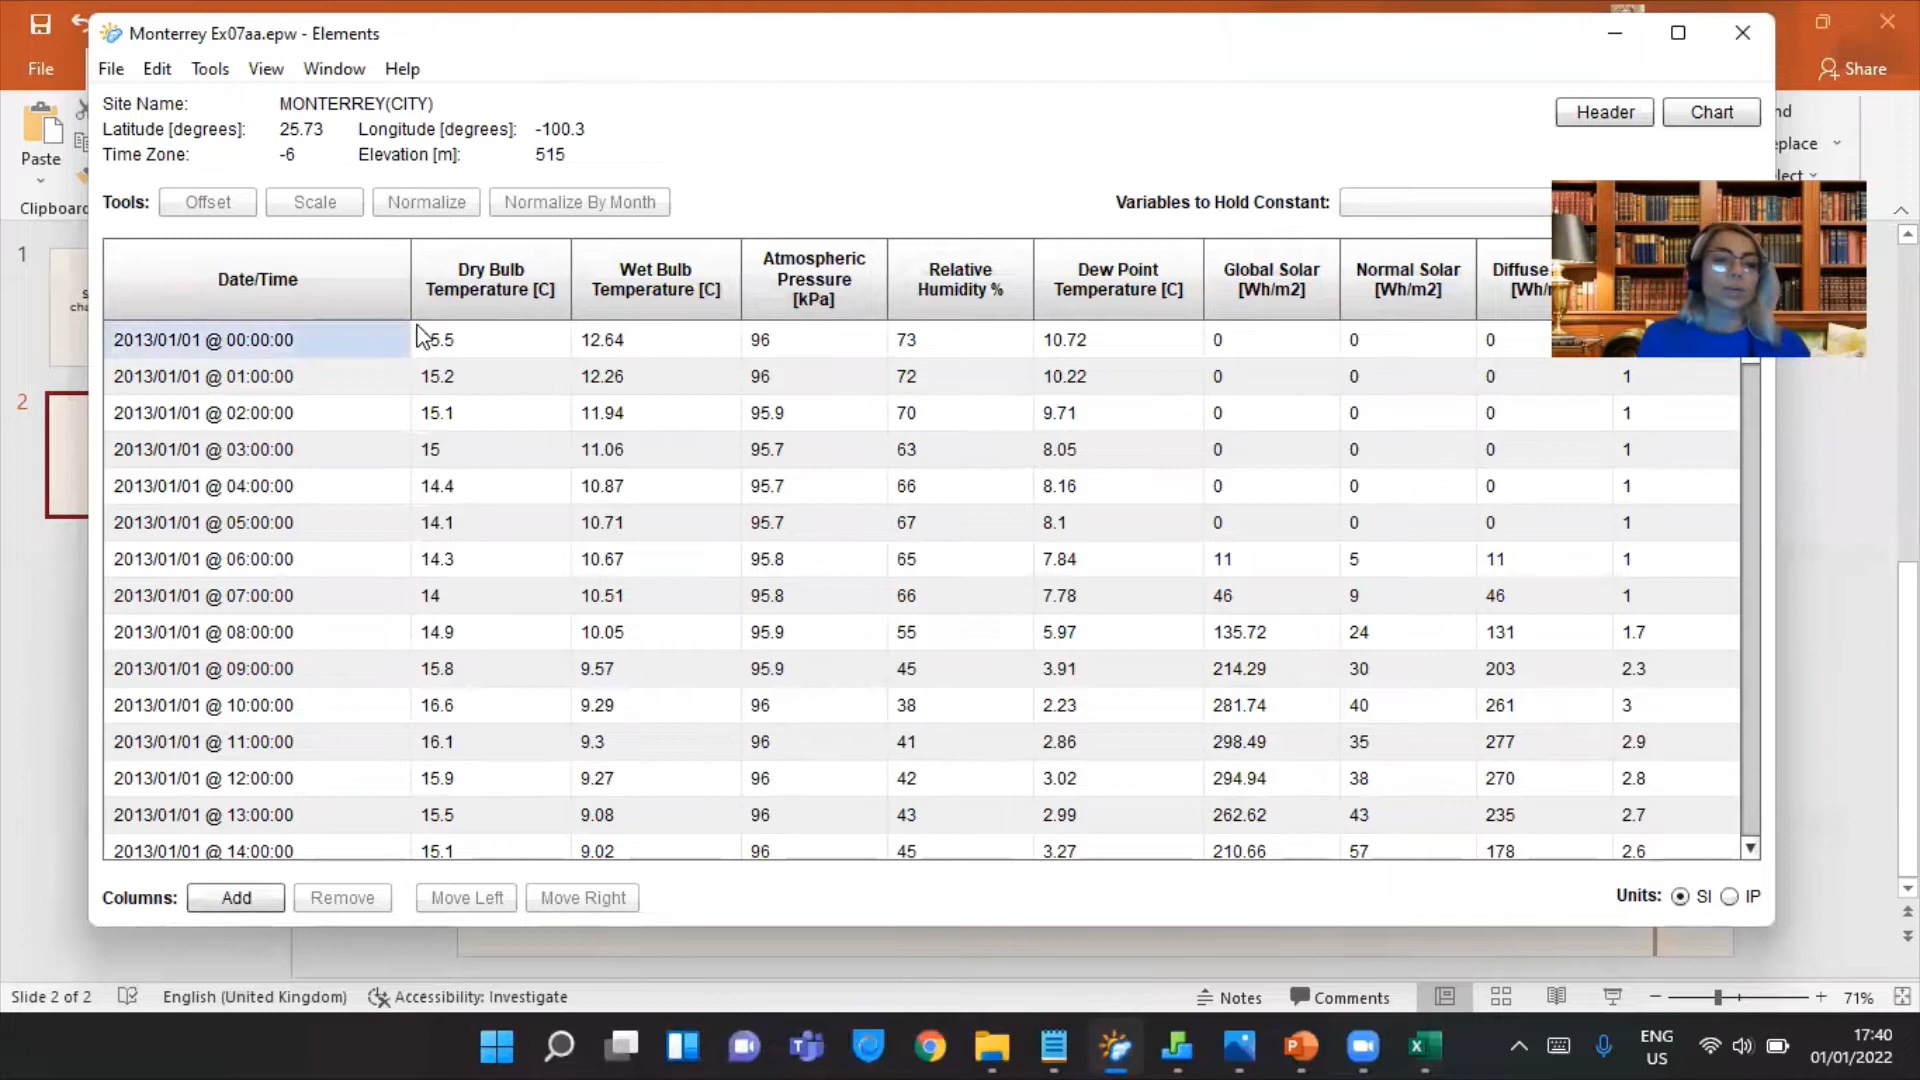 Monterrey Ex07aa.epw - Elements
File
File Edit Tools View Window Help
Share
Site Name: MONTERREY(CITY)
Latitude [degrees]: 25.73 Longitude [degrees]: -100.3
Time Zone: -6 Elevation [m]: 515
Header Chart
Paste
Clipboard
Tools: Offset Scale Normalize Normalize By Month
Variables to Hold Constant:
Date/Time Dry Bulb Temperature [C] Wet Bulb Temperature [C] Atmospheric Pressure [kPa] Relative Humidity % Dew Point Temperature [C] Global Solar [Wh/m2] Normal Solar [Wh/m2]
2013/01/01 @ 00:00:00 5.5 12.64 96 73 10.72 0 0 0
2013/01/01 @ 01:00:00 15.2 12.26 96 72 10.22 0 0 0 1
2013/01/01 @ 02:00:00 15.1 11.94 95.9 70 9.71 0 0 0 1
2013/01/01 @ 03:00:00 15 11.06 95.7 63 8.05 0 0 0 1
2013/01/01 @ 04:00:00 14.4 10.87 95.7 66 8.16 0 0 0 1
2013/01/01 @ 05:00:00 14.1 10.71 95.7 67 8.1 0 0 0 1
2013/01/01 @ 06:00:00 14.3 10.67 95.8 65 7.84 11 5 11 1
2013/01/01 @ 07:00:00 14 10.51 95.8 66 7.78 46 9 46 1
2013/01/01 @ 08:00:00 14.9 10.05 95.9 55 5.97 135.72 24 131 1.7
2013/01/01 @ 09:00:00 15.8 9.57 95.9 45 3.91 214.29 30 203 2.3
2013/01/01 @ 10:00:00 16.6 9.29 96 38 2.23 281.74 40 261 3
2013/01/01 @ 11:00:00 16.1 9.3 96 41 2.86 298.49 35 277 2.9
2013/01/01 @ 12:00:00 15.9 9.27 96 42 3.02 294.94 38 270 2.8
2013/01/01 @ 13:00:00 15.5 9.08 96 43 2.99 262.62 43 235 2.7
2013/01/01 @ 14:00:00 15.1 9.02 96 45 3.27 210.66 57 178 2.6
Columns: Add Remove Move Left Move Right
Units: SI IP
1
2
Slide 2 of 2 English (United Kingdom) Accessibility: Investigate Notes Comments 71%
ENG
US
17:40
01/01/2022